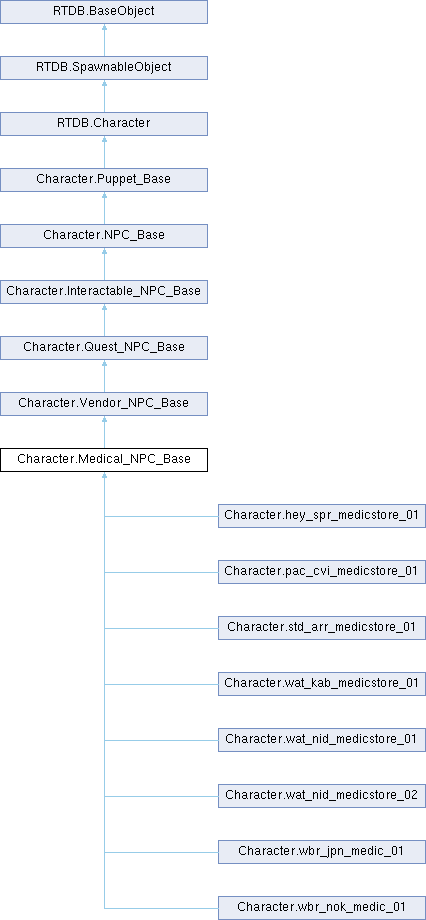 RTDB.BaseObject
RTDB.SpawnableObject
RTDB.Character
Character.Puppet_Base
Character.NPC_Base
Character.Interactable_NPC_Base
Character.Quest_NPC_Base
Character.Vendor_NPC_Base
Character.Medical_NPC_Base
Character.hey_spr_medicstore_01
Character.pac_cvi_medicstore_01
Character.std_arr_medicstore_01
Character.wat_kab_medicstore_01
Character.wat_nid_medicstore_01
Character.wat_nid_medicstore_02
Character.wbr_jpn_medic_01
Character.wbr_nok_medic_01